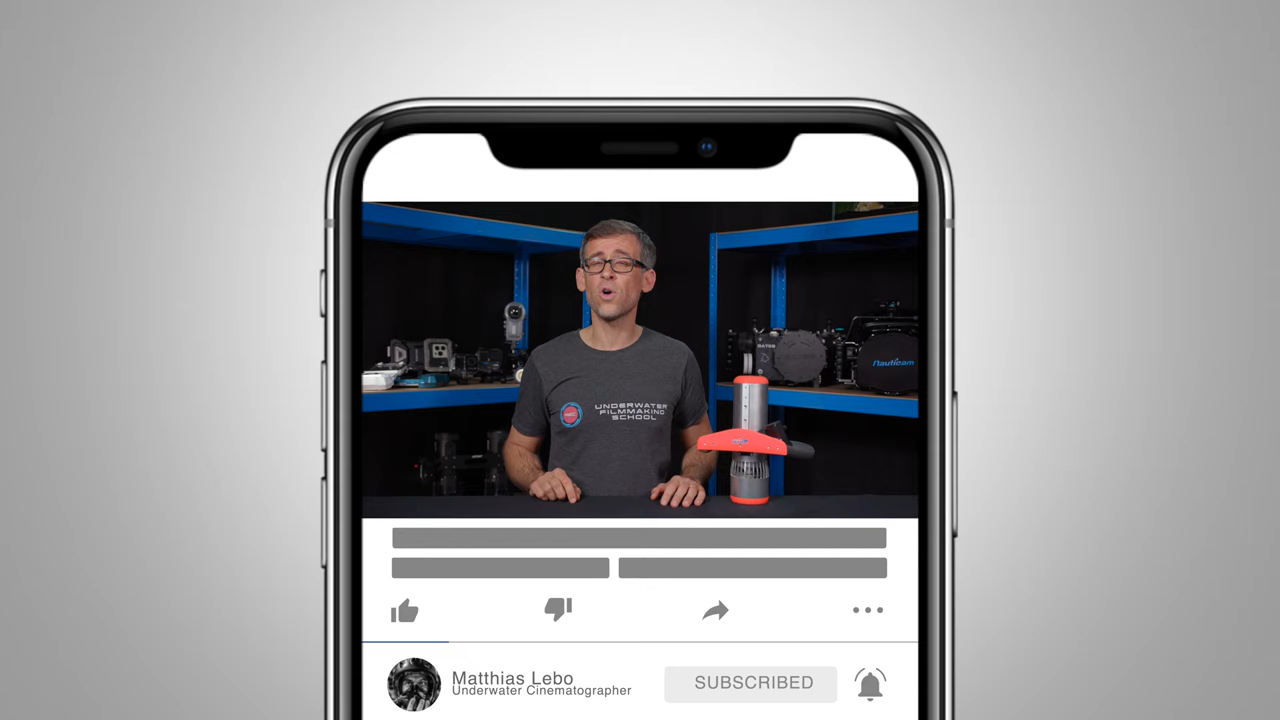 Nauticam
UNDERWATER
FILMMAKING
SCHOOL
Matthias Lebo
Underwater Cinematographer
SUBSCRIBED